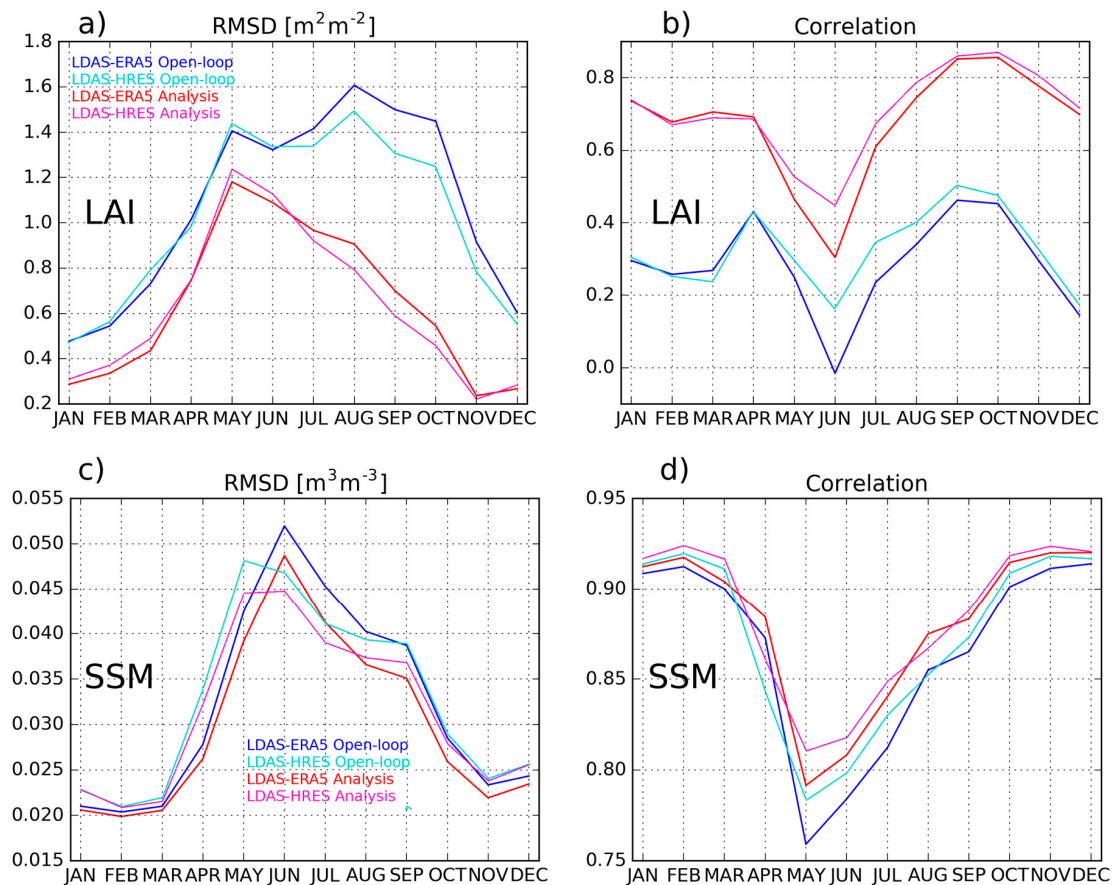 a)
RMSD [m²m⁻²]
1.8
1.6
1.4
1.2
1.0
0.8
0.6
0.4
0.2
LDAS-ERA5 Open-loop
LDAS-HRES Open-loop
LDAS-ERA5 Analysis
LDAS-HRES Analysis
LAI
JAN FEB MAR APR MAY JUN JUL AUG SEP OCT NOV DEC
b)
Correlation
0.8
0.6
0.4
0.2
0.0
LAI
JAN FEB MAR APR MAY JUN JUL AUG SEP OCT NOV DEC
c)
RMSD [m³m⁻³]
0.055
0.050
0.045
0.040
0.035
0.030
0.025
0.020
0.015
SSM
LDAS-ERA5 Open-loop
LDAS-HRES Open-loop
LDAS-ERA5 Analysis
LDAS-HRES Analysis
JAN FEB MAR APR MAY JUN JUL AUG SEP OCT NOV DEC
d)
Correlation
0.95
0.90
0.85
0.80
0.75
SSM
JAN FEB MAR APR MAY JUN JUL AUG SEP OCT NOV DEC